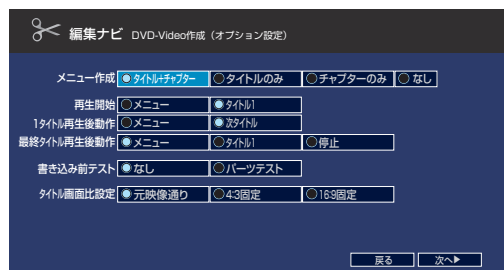 編集ナビ DVD-Video作成（オプション設定）
メニュー作成 タイトル+チャプター タイトルのみ チャプターのみ なし
再生開始 メニュー タイトル1
1タイトル再生後動作 メニュー 次タイトル
最終タイトル再生後動作 メニュー タイトル1 停止
書き込み前テスト なし パーツテスト
タイトル画面比設定 元映像通り 4:3固定 16:9固定
戻る 次へ▶